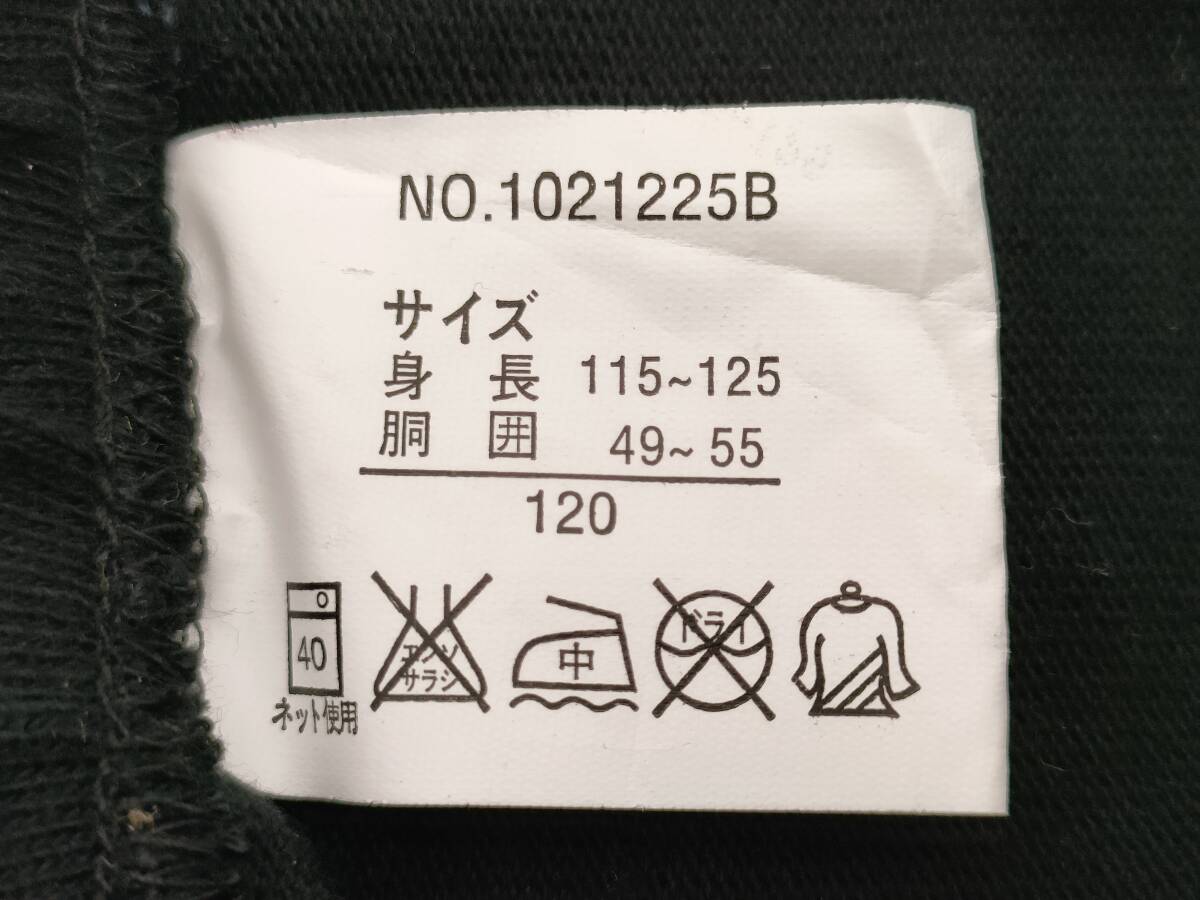 NO.1021225B
サイズ
身 長 115~125
胴 囲 49~55
120
40
ネット使用
エンソ
サラシ
中
ドライ